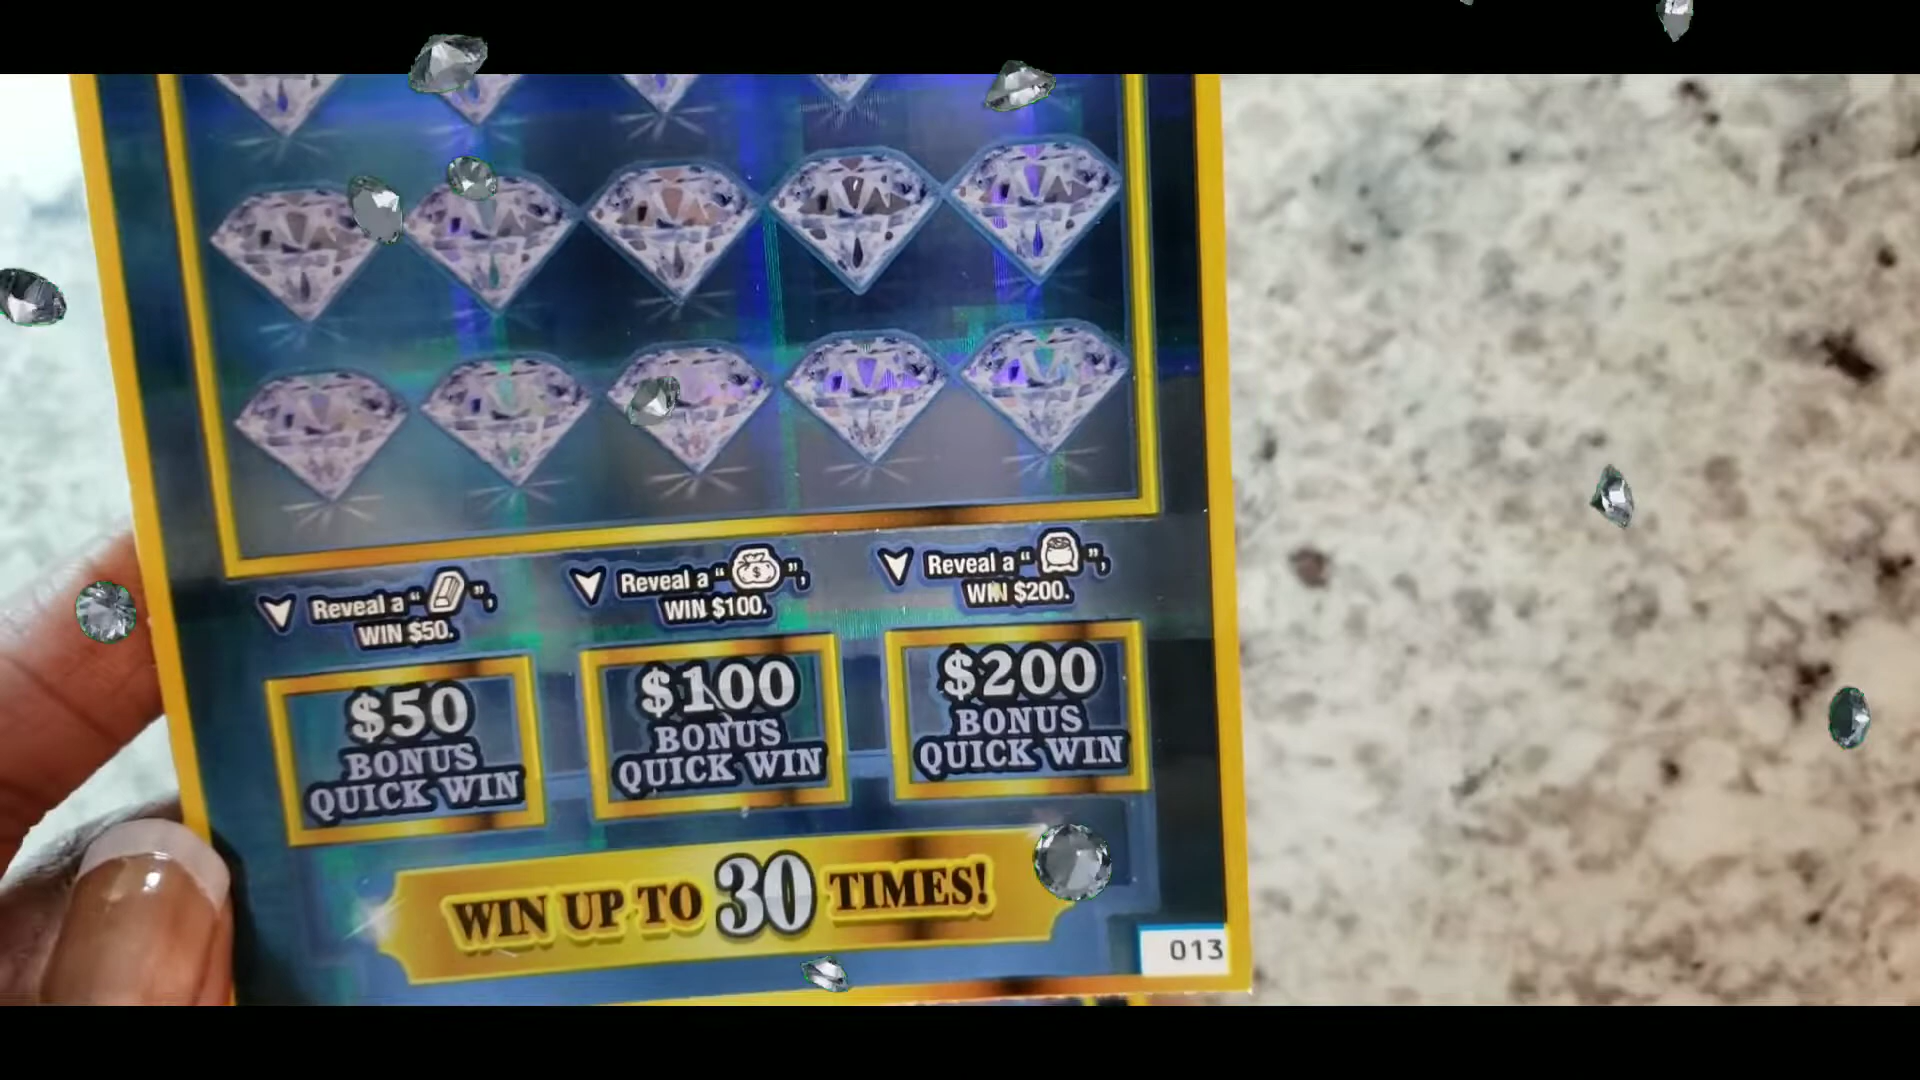 Reveal a “ ”,
WIN $50.
Reveal a “ ”,
WIN $100.
Reveal a “ ”,
WIN $200.
$50
BONUS
QUICK WIN
$100
BONUS
QUICK WIN
$200
BONUS
QUICK WIN
WIN UP TO 30 TIMES!
013